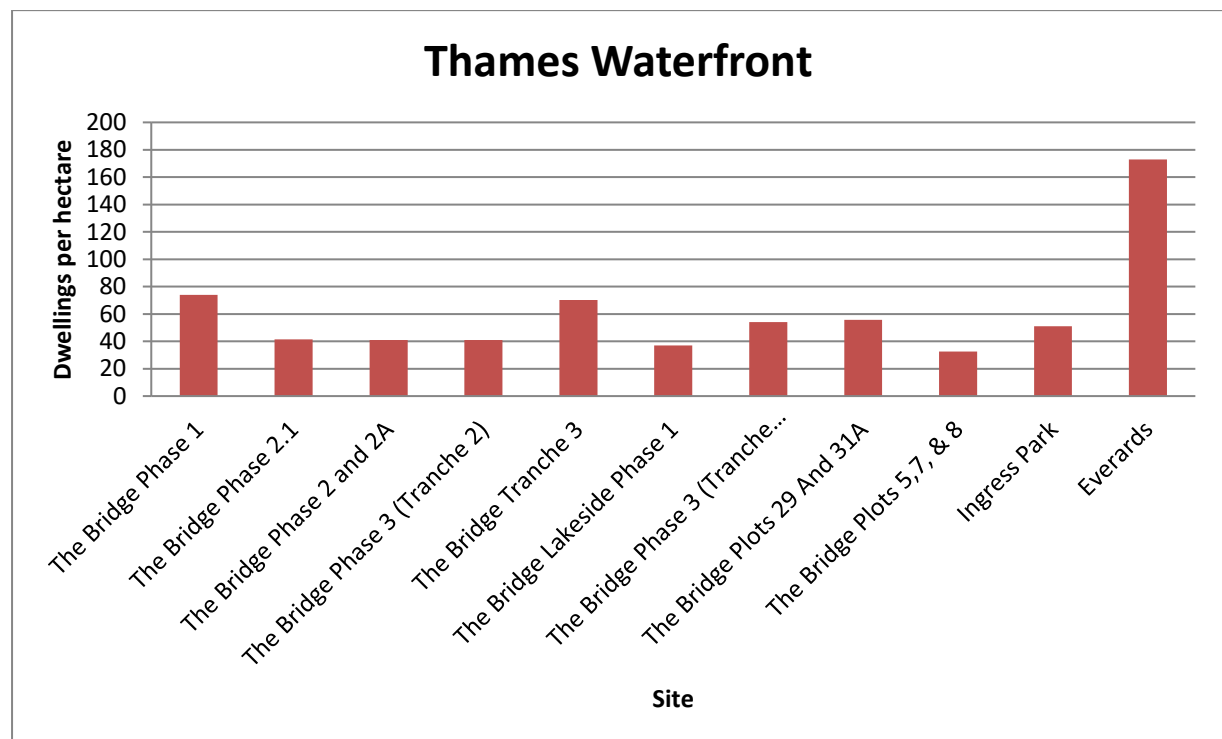 Thames Waterfront
Dwellings per hectare
200
180
160
140
120
100
80
60
40
20
0
The Bridge Phase 1
The Bridge Phase 2.1
The Bridge Phase 2 and 2A
The Bridge Phase 3 (Tranche 2)
The Bridge Tranche 3
The Bridge Lakeside Phase 1
The Bridge Phase 3 (Tranche…
The Bridge Plots 29 And 31A
The Bridge Plots 5,7, & 8
Ingress Park
Everards
Site